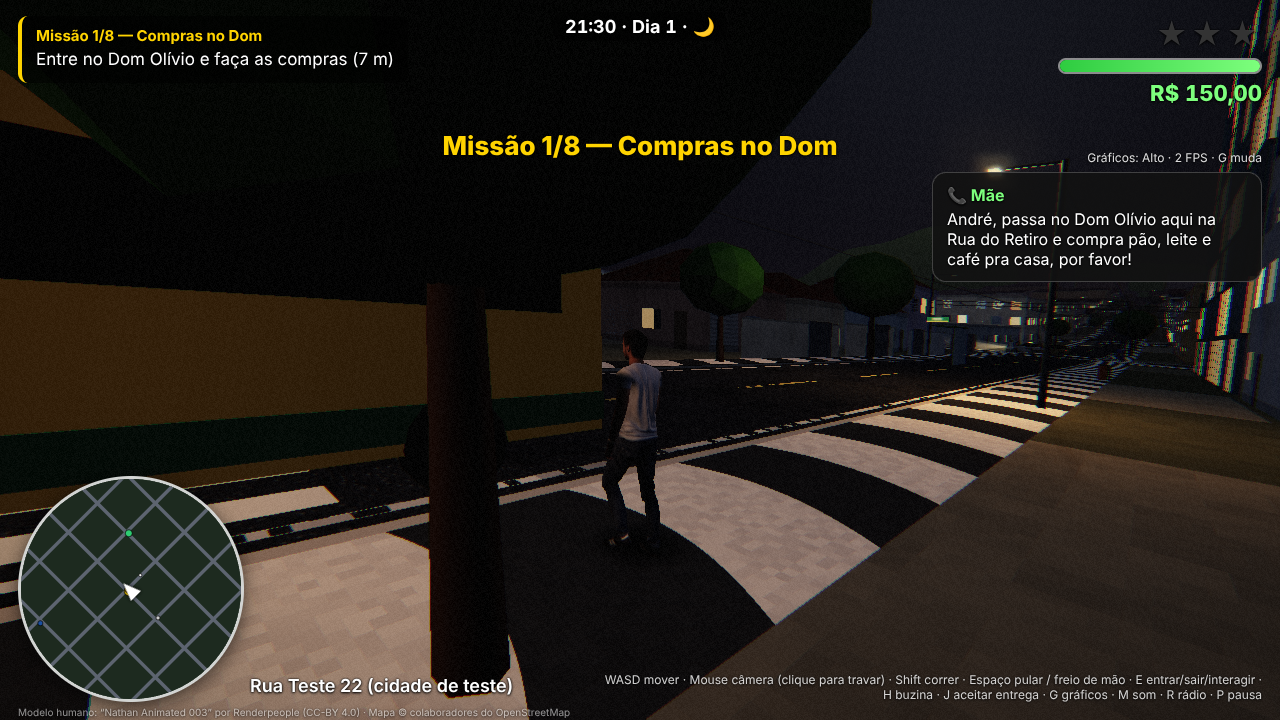 Missão 1/8 — Compras no Dom
Entre no Dom Olívio e faça as compras (7 m)
21:30 · Dia 1 · 🌙
★ ★ ★
R$ 150,00
Missão 1/8 — Compras no Dom
Gráficos: Alto · 2 FPS · G muda
📞 Mãe
André, passa no Dom Olívio aqui na
Rua do Retiro e compra pão, leite e
café pra casa, por favor!
Rua Teste 22 (cidade de teste)
WASD mover · Mouse câmera (clique para travar) · Shift correr · Espaço pular / freio de mão · E entrar/sair/interagir ·
H buzina · J aceitar entrega · G gráficos · M som · R rádio · P pausa
Modelo humano: “Nathan Animated 003” por Renderpeople (CC-BY 4.0) · Mapa © colaboradores do OpenStreetMap